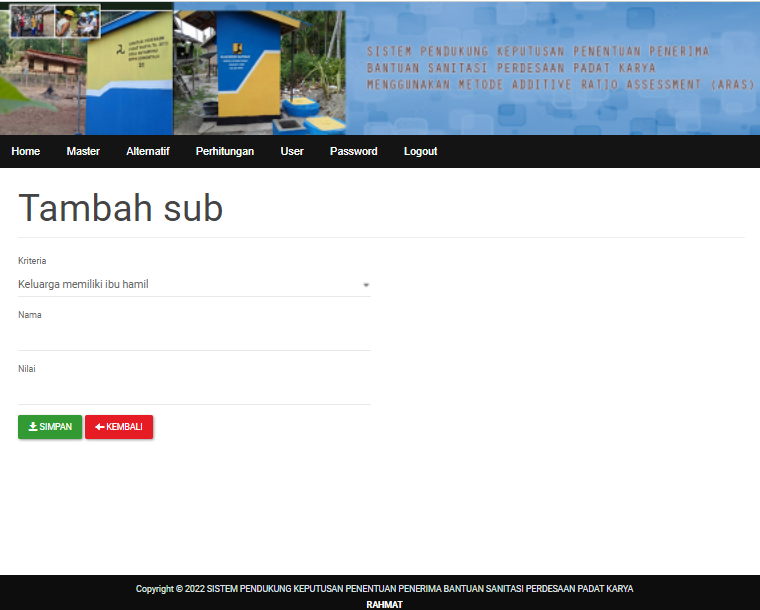 SISTEM PENDUKUNG KEPUTUSAN PENENTUAN PENERIMA
BANTUAN SANITASI PERDESAAN PADAT KARYA
MENGGUNAKAN METODE ADDITIVE RATIO ASSESSMENT (ARAS)
Home Master Alternatif Perhitungan User Password Logout
Tambah sub
Kriteria
Keluarga memiliki ibu hamil
Nama
Nilai
SIMPAN KEMBALI
Copyright © 2022 SISTEM PENDUKUNG KEPUTUSAN PENENTUAN PENERIMA BANTUAN SANITASI PERDESAAN PADAT KARYA
RAHMAT